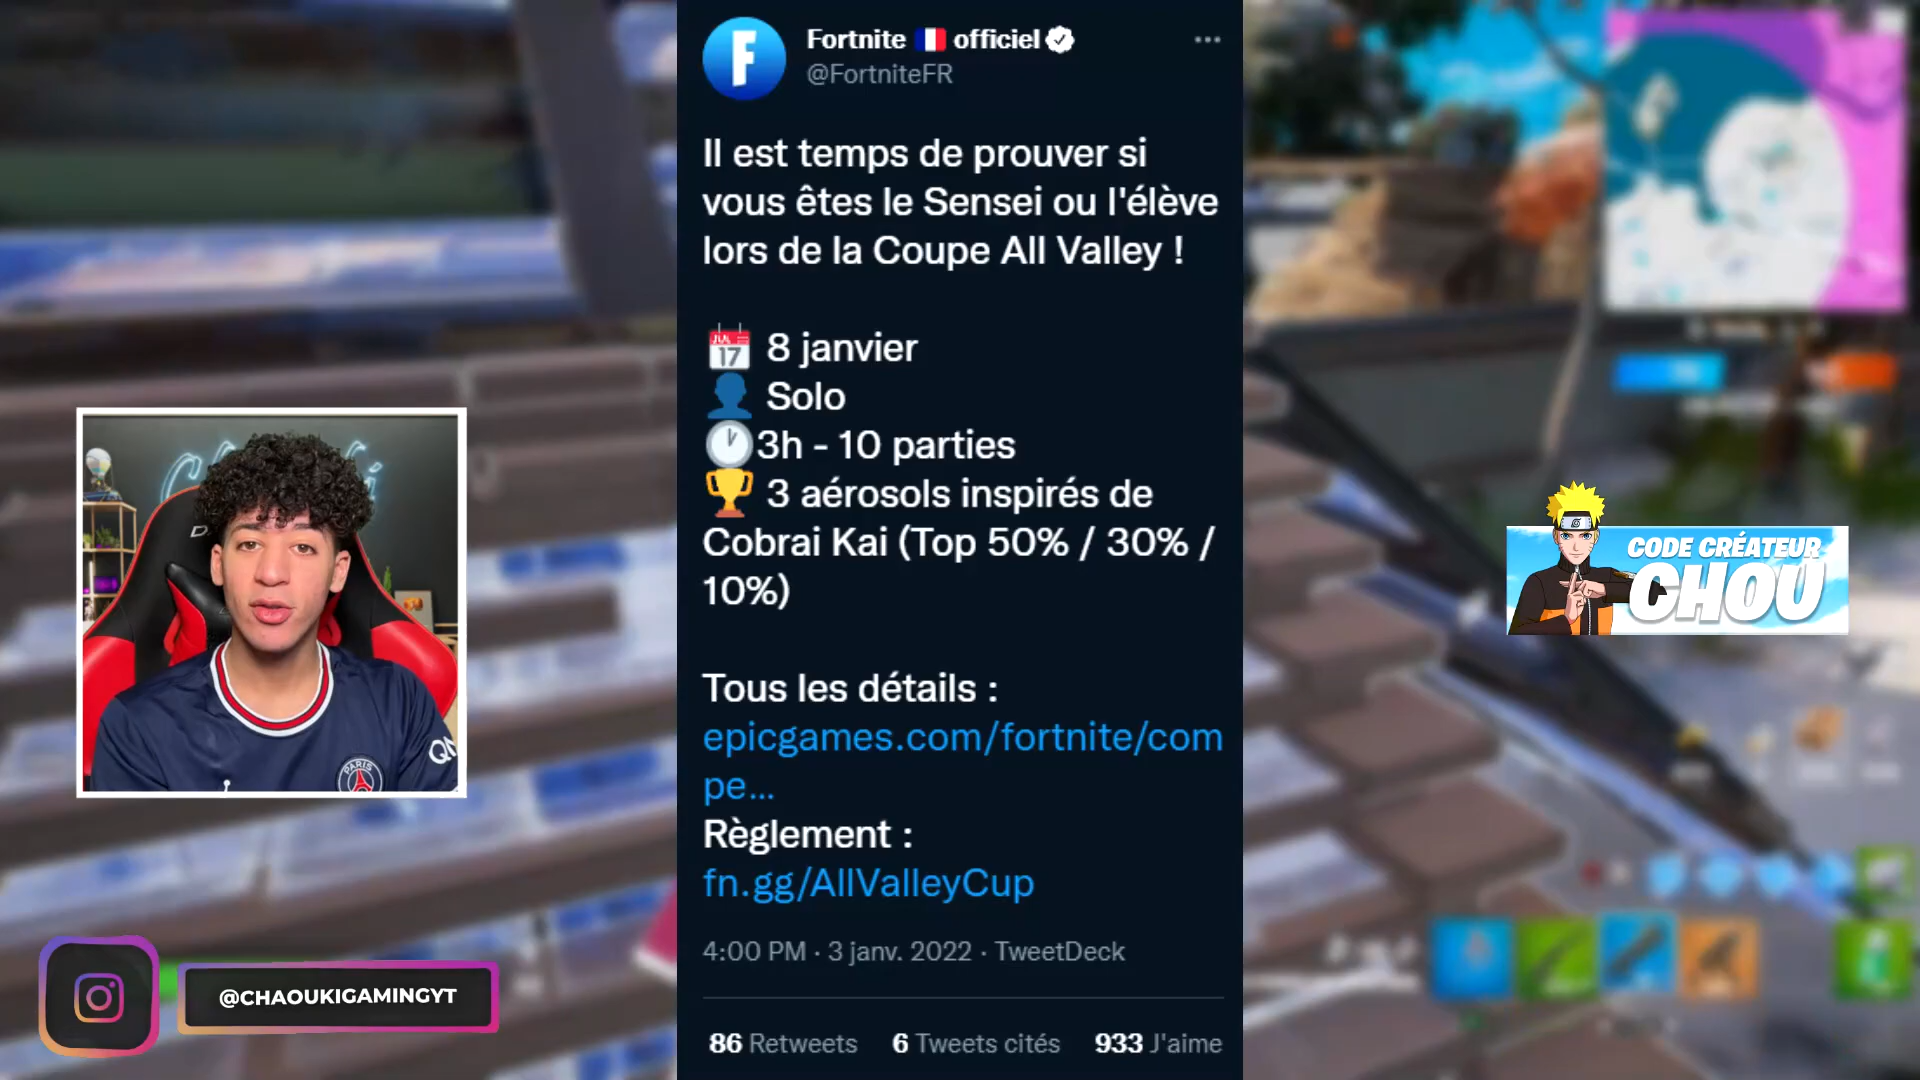 Fortnite 🇫🇷 officiel
@FortniteFR
Il est temps de prouver si
vous êtes le Sensei ou l'élève
lors de la Coupe All Valley !
JUL
17
8 janvier
Solo
3h - 10 parties
3 aérosols inspirés de
Cobrai Kai (Top 50% / 30% /
10%)
Tous les détails :
epicgames.com/fortnite/com
pe...
Règlement :
fn.gg/AllValleyCup
4:00 PM · 3 janv. 2022 · TweetDeck
86 Retweets 6 Tweets cités 933 J'aime
PARIS
@CHAOUKIGAMINGYT
CODE CRÉATEUR
CHOU